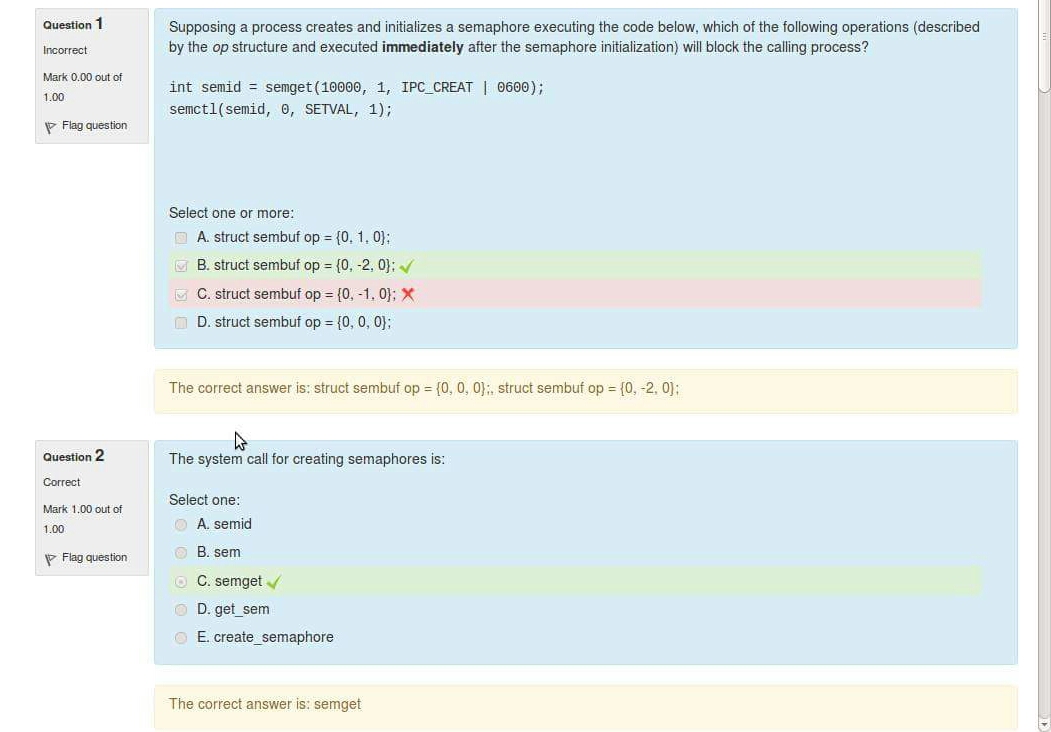 Question 1
Incorrect
Mark 0.00 out of
1.00
Flag question
Supposing a process creates and initializes a semaphore executing the code below, which of the following operations (described
by the op structure and executed immediately after the semaphore initialization) will block the calling process?
int semid = semget(10000, 1, IPC_CREAT | 0600);
semctl(semid, 0, SETVAL, 1);
Select one or more:
A. struct sembuf op = {0, 1, 0};
B. struct sembuf op = {0, -2, 0};
C. struct sembuf op = {0, -1, 0};
D. struct sembuf op = {0, 0, 0};
The correct answer is: struct sembuf op = {0, 0, 0};, struct sembuf op = {0, -2, 0};
Question 2
Correct
Mark 1.00 out of
1.00
Flag question
The system call for creating semaphores is:
Select one:
A. semid
B. sem
C. semget
D. get_sem
E. create_semaphore
The correct answer is: semget